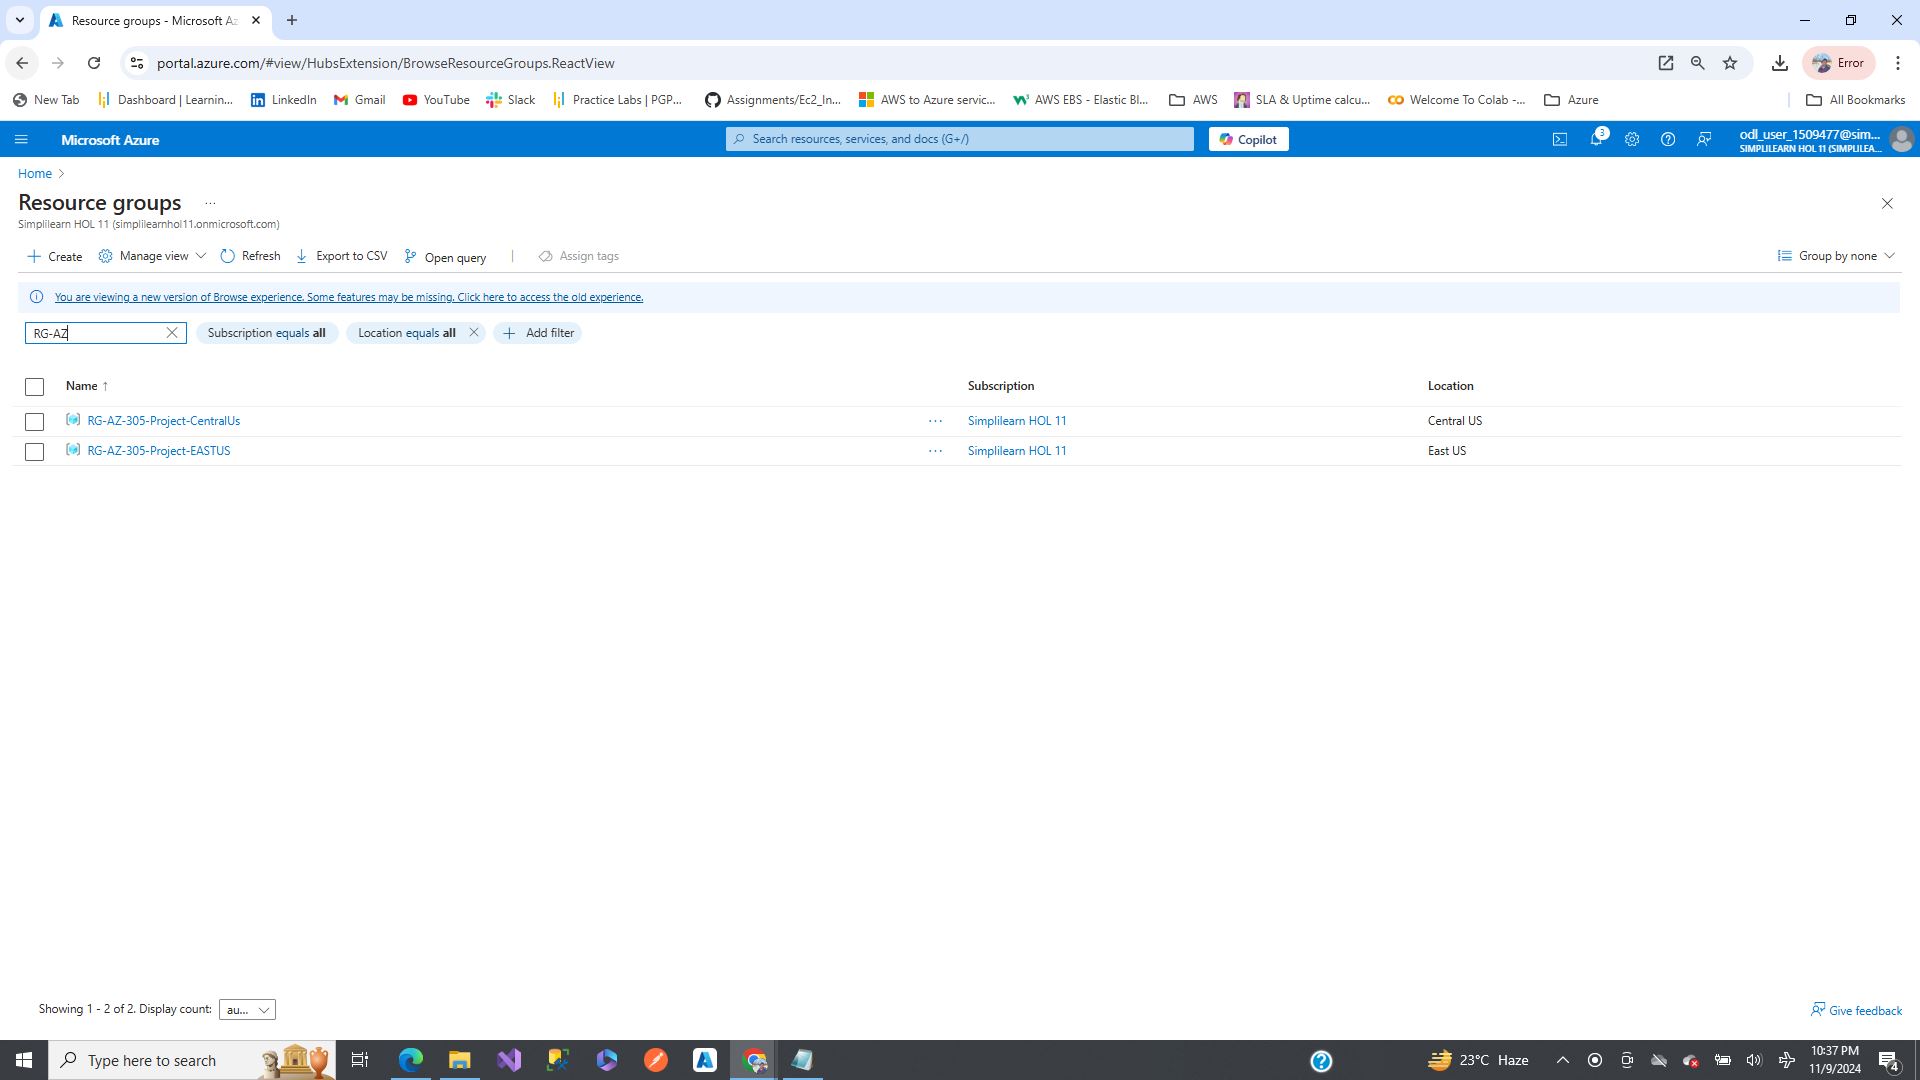 Resource groups - Microsoft Az
portal.azure.com/#view/HubsExtension/BrowseResourceGroups.ReactView
Error
New Tab
Dashboard | Learnin...
LinkedIn
Gmail
YouTube
Slack
Practice Labs | PGP...
Assignments/Ec2_In...
AWS to Azure servic...
AWS EBS - Elastic Bl...
AWS
SLA & Uptime calcu...
Welcome To Colab -...
Azure
All Bookmarks
Microsoft Azure
Search resources, services, and docs (G+/)
Copilot
3
odl_user_1509477@sim...
SIMPLILEARN HOL 11 (SIMPLILEA...
Home
Resource groups ...
Simplilearn HOL 11 (simplilearnhol11.onmicrosoft.com)
Create
Manage view
Refresh
Export to CSV
Open query
Assign tags
Group by none
You are viewing a new version of Browse experience. Some features may be missing. Click here to access the old experience.
RG-AZ
Subscription equals all
Location equals all
Add filter
Name ↑
Subscription
Location
RG-AZ-305-Project-CentralUs
...
Simplilearn HOL 11
Central US
RG-AZ-305-Project-EASTUS
...
Simplilearn HOL 11
East US
Showing 1 - 2 of 2. Display count:
au...
Give feedback
Type here to search
23°C Haze
10:37 PM
11/9/2024
4